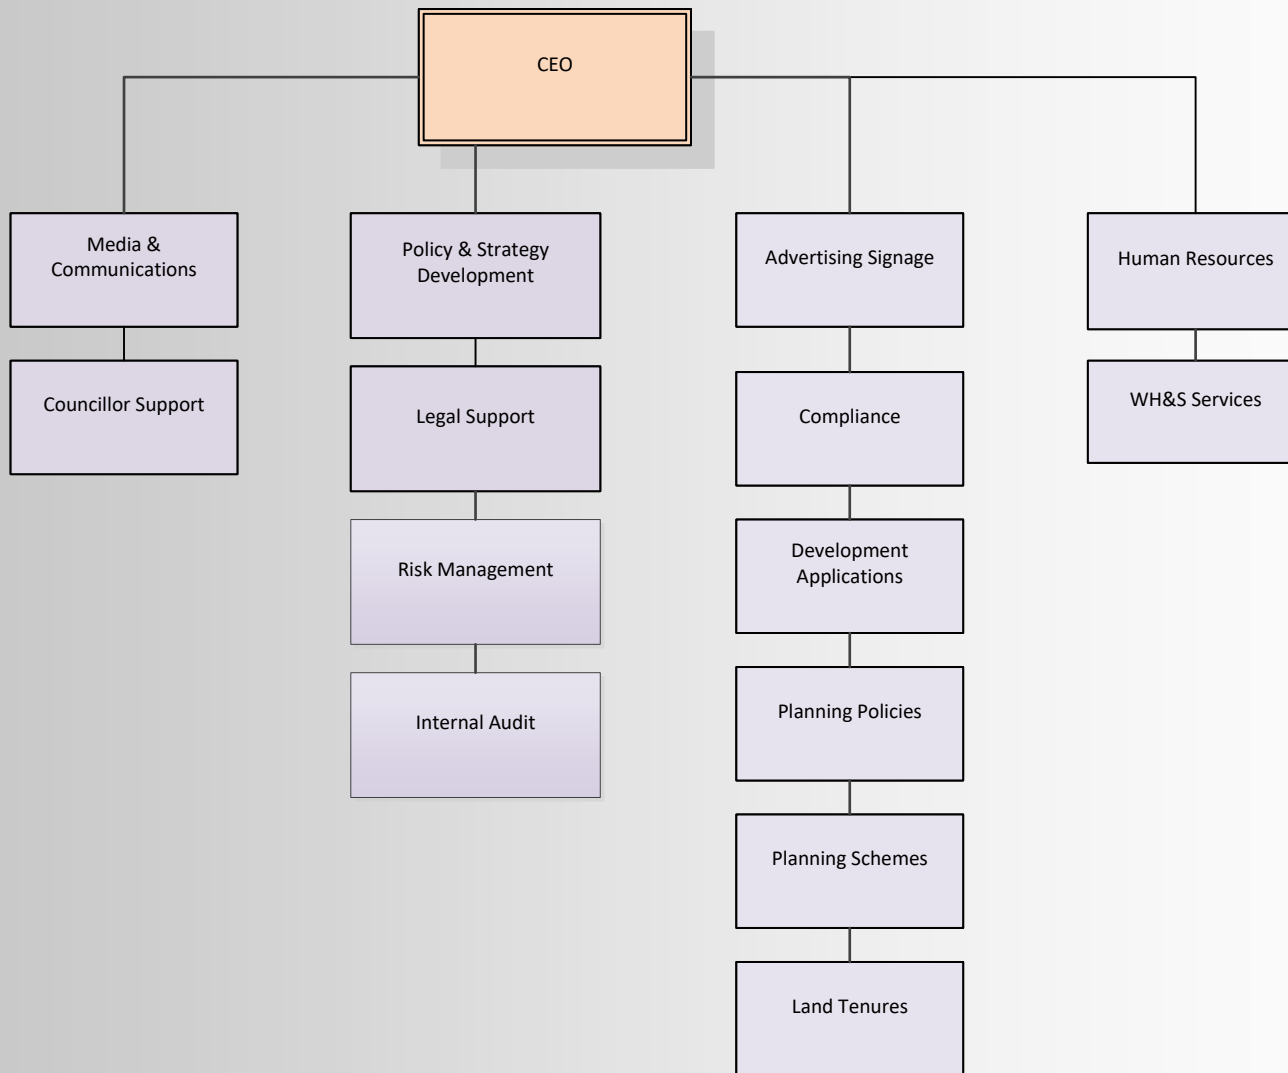 CEO
Media &
Communications
Councillor Support
Policy & Strategy
Development
Legal Support
Risk Management
Internal Audit
Advertising Signage
Compliance
Development
Applications
Planning Policies
Planning Schemes
Land Tenures
Human Resources
WH&S Services